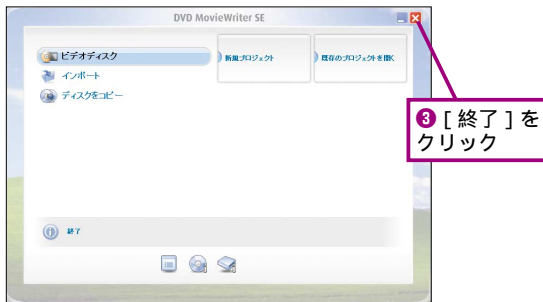 DVD MovieWriter SE
ビデオディスク
新規プロジェクト
既存のプロジェクトを開く
インポート
ディスクをコピー
❸[終了]を
クリック
終了